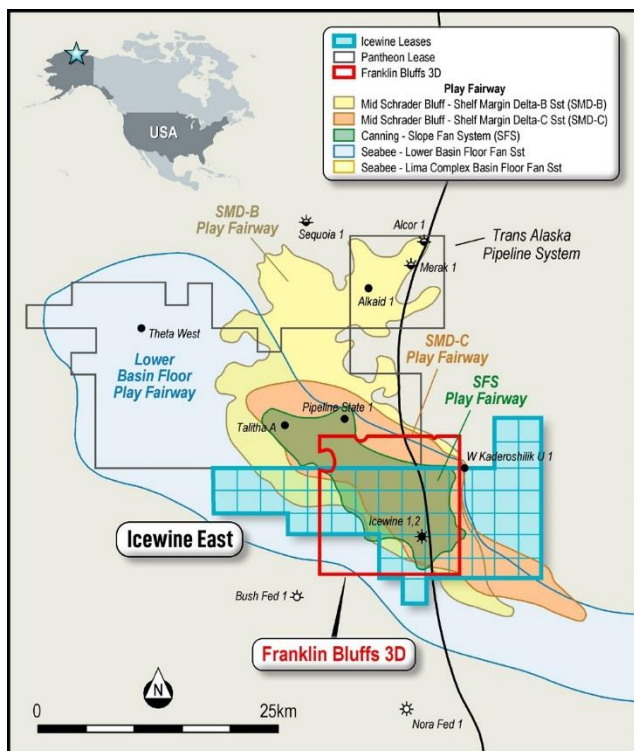 USA
Icewine Leases
Pantheon Lease
Franklin Bluffs 3D
Play Fairway
Mid Schrader Bluff - Shelf Margin Delta-B Sst (SMD-B)
Mid Schrader Bluff - Shelf Margin Delta-C Sst (SMD-C)
Canning - Slope Fan System (SFS)
Seabee - Lower Basin Floor Fan Sst
Seabee - Lima Complex Basin Floor Fan Sst
SMD-B
Play Fairway
Sequoia 1
Alcor 1
Merak 1
Trans Alaska
Pipeline System
Alkaid 1
Theta West
Lower
Basin Floor
Play Fairway
SMD-C
Play Fairway
SFS
Play Fairway
Pipeline State 1
Talitha A
W Kaderoshilik U 1
Icewine East
Icewine 1,2
Bush Fed 1
Franklin Bluffs 3D
N
0
25km
Nora Fed 1